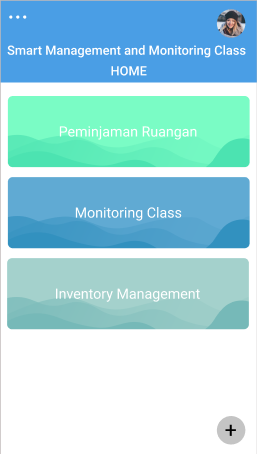 Smart Management and Monitoring Class
HOME
Peminjaman Ruangan
Monitoring Class
Inventory Management
+